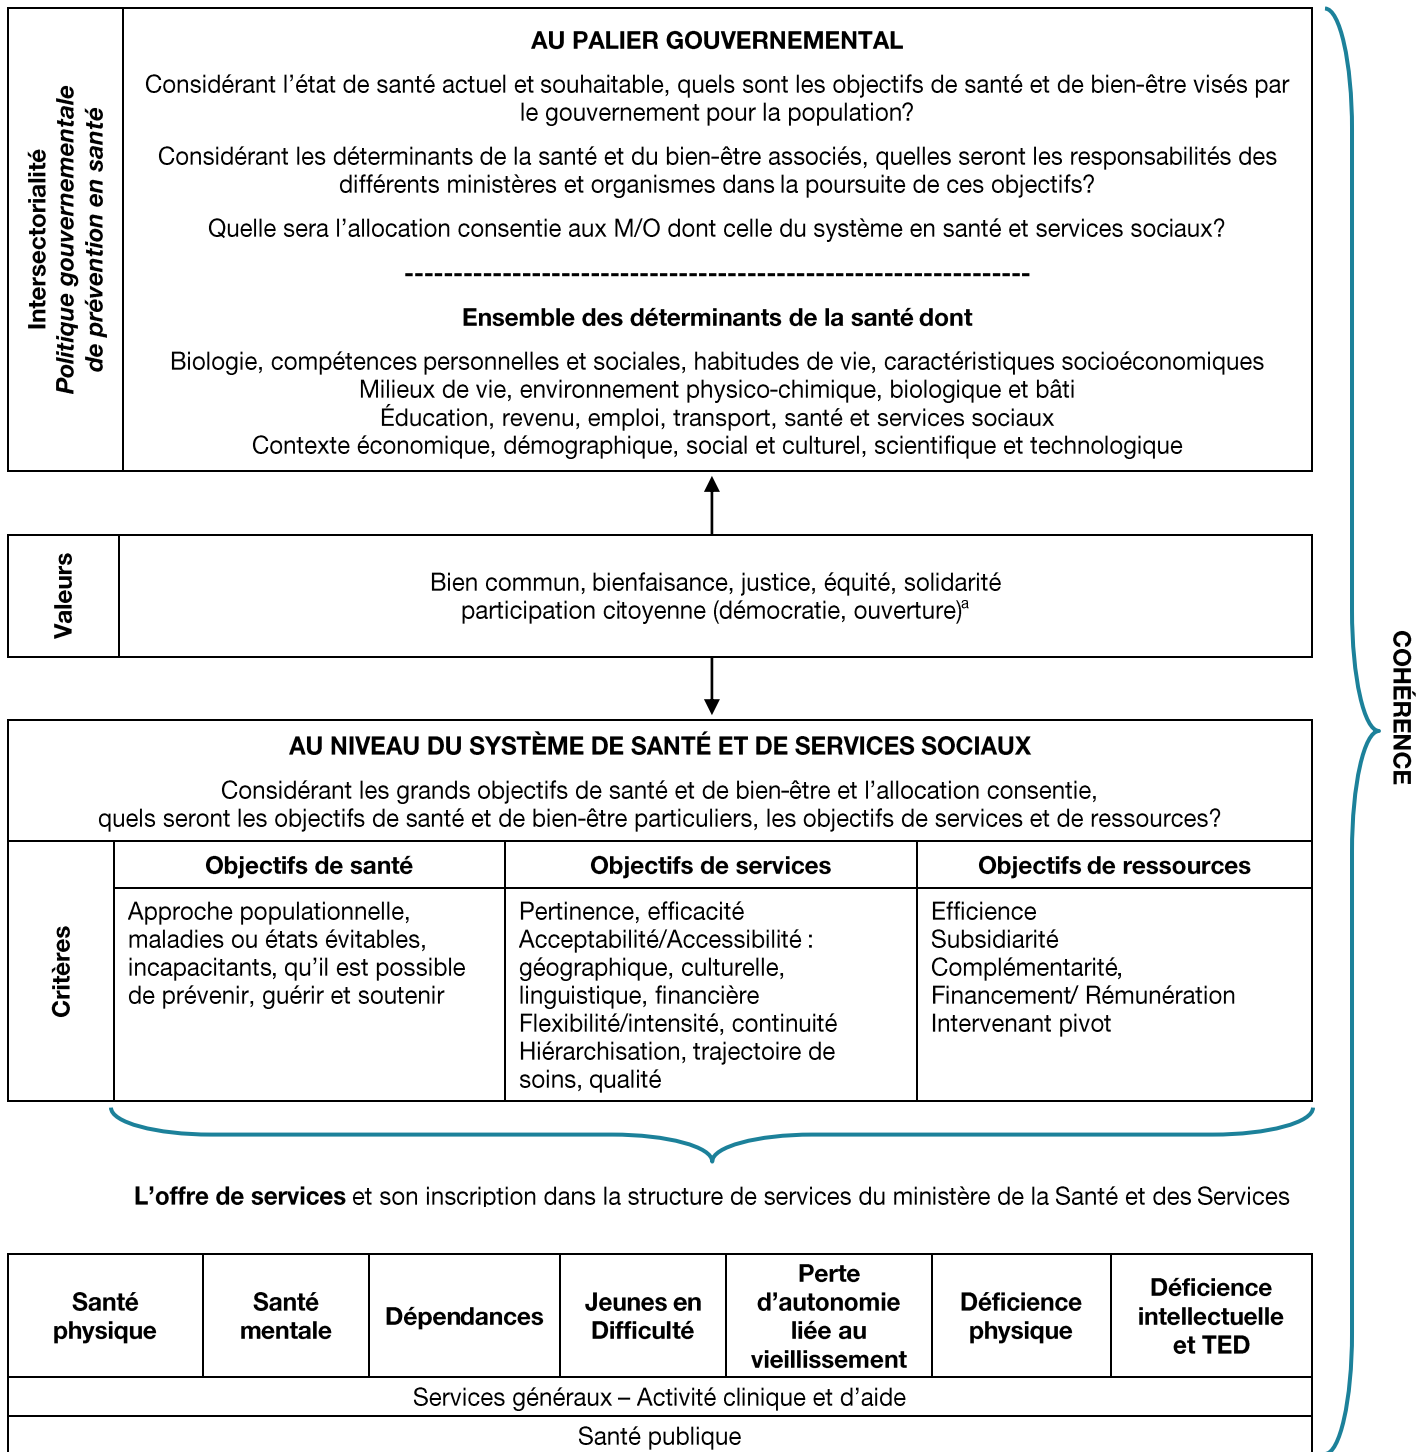 Intersectorialité
Politique gouvernementale
de prévention en santé
AU PALIER GOUVERNEMENTAL
Considérant l’état de santé actuel et souhaitable, quels sont les objectifs de santé et de bien-être visés par
le gouvernement pour la population?
Considérant les déterminants de la santé et du bien-être associés, quelles seront les responsabilités des
différents ministères et organismes dans la poursuite de ces objectifs?
Quelle sera l’allocation consentie aux M/O dont celle du système en santé et services sociaux?
----------------------------------------------------------------
Ensemble des déterminants de la santé dont
Biologie, compétences personnelles et sociales, habitudes de vie, caractéristiques socioéconomiques
Milieux de vie, environnement physico-chimique, biologique et bâti
Éducation, revenu, emploi, transport, santé et services sociaux
Contexte économique, démographique, social et culturel, scientifique et technologique
Valeurs
Bien commun, bienfaisance, justice, équité, solidarité
participation citoyenne (démocratie, ouverture)a
COHÉRENCE
AU NIVEAU DU SYSTÈME DE SANTÉ ET DE SERVICES SOCIAUX
Considérant les grands objectifs de santé et de bien-être et l’allocation consentie,
quels seront les objectifs de santé et de bien-être particuliers, les objectifs de services et de ressources?
Critères
Objectifs de santé
Approche populationnelle,
maladies ou états évitables,
incapacitants, qu’il est possible
de prévenir, guérir et soutenir
Objectifs de services
Pertinence, efficacité
Acceptabilité/Accessibilité :
géographique, culturelle,
linguistique, financière
Flexibilité/intensité, continuité
Hiérarchisation, trajectoire de
soins, qualité
Objectifs de ressources
Efficience
Subsidiarité
Complémentarité,
Financement/ Rémunération
Intervenant pivot
L’offre de services et son inscription dans la structure de services du ministère de la Santé et des Services
Santé
physique
Santé
mentale
Dépendances
Jeunes en
Difficulté
Perte
d’autonomie
liée au
vieillissement
Déficience
physique
Déficience
intellectuelle
et TED
Services généraux – Activité clinique et d’aide
Santé publique